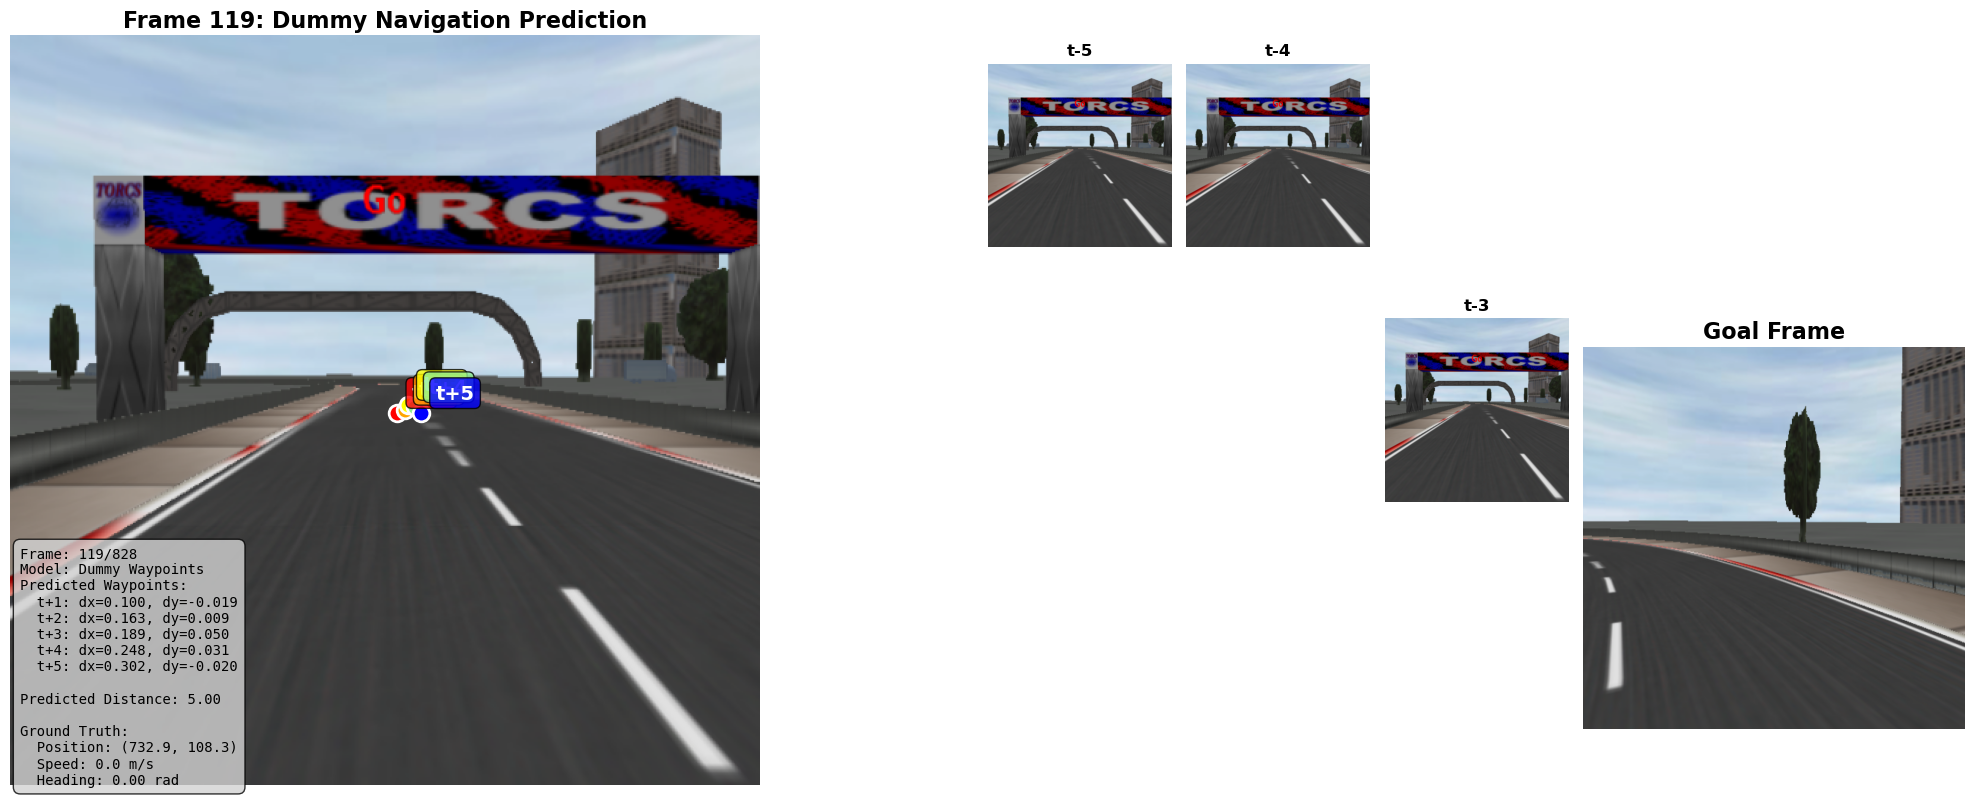 Frame 119: Dummy Navigation Prediction
TORCS
TORCS
Go
t+5
Frame: 119/828
Model: Dummy Waypoints
Predicted Waypoints:
t+1: dx=0.100, dy=-0.019
t+2: dx=0.163, dy=0.009
t+3: dx=0.189, dy=0.050
t+4: dx=0.248, dy=0.031
t+5: dx=0.302, dy=-0.020
Predicted Distance: 5.00
Ground Truth:
Position: (732.9, 108.3)
Speed: 0.0 m/s
Heading: 0.00 rad
t-5
TORCS
Go
t-4
TORCS
Go
t-3
TORCS
Go
Goal Frame